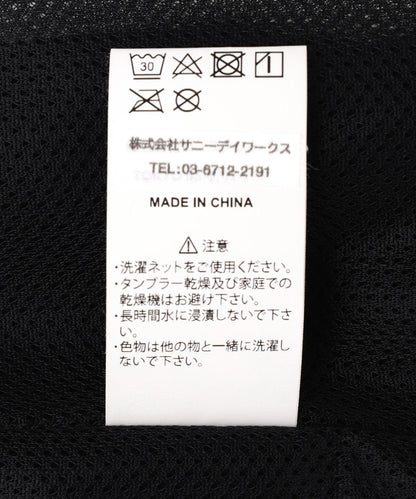 30
株式会社サニーデイワークス
TEL:03-6712-2191
MADE IN CHINA
注意
・洗濯ネットをご使用ください。
・タンブラー乾燥及び家庭での
乾燥機はお避け下さい。
・長時間水に浸漬しないで下さ
い。
・色物は他の物と一緒に洗濯し
ないで下さい。